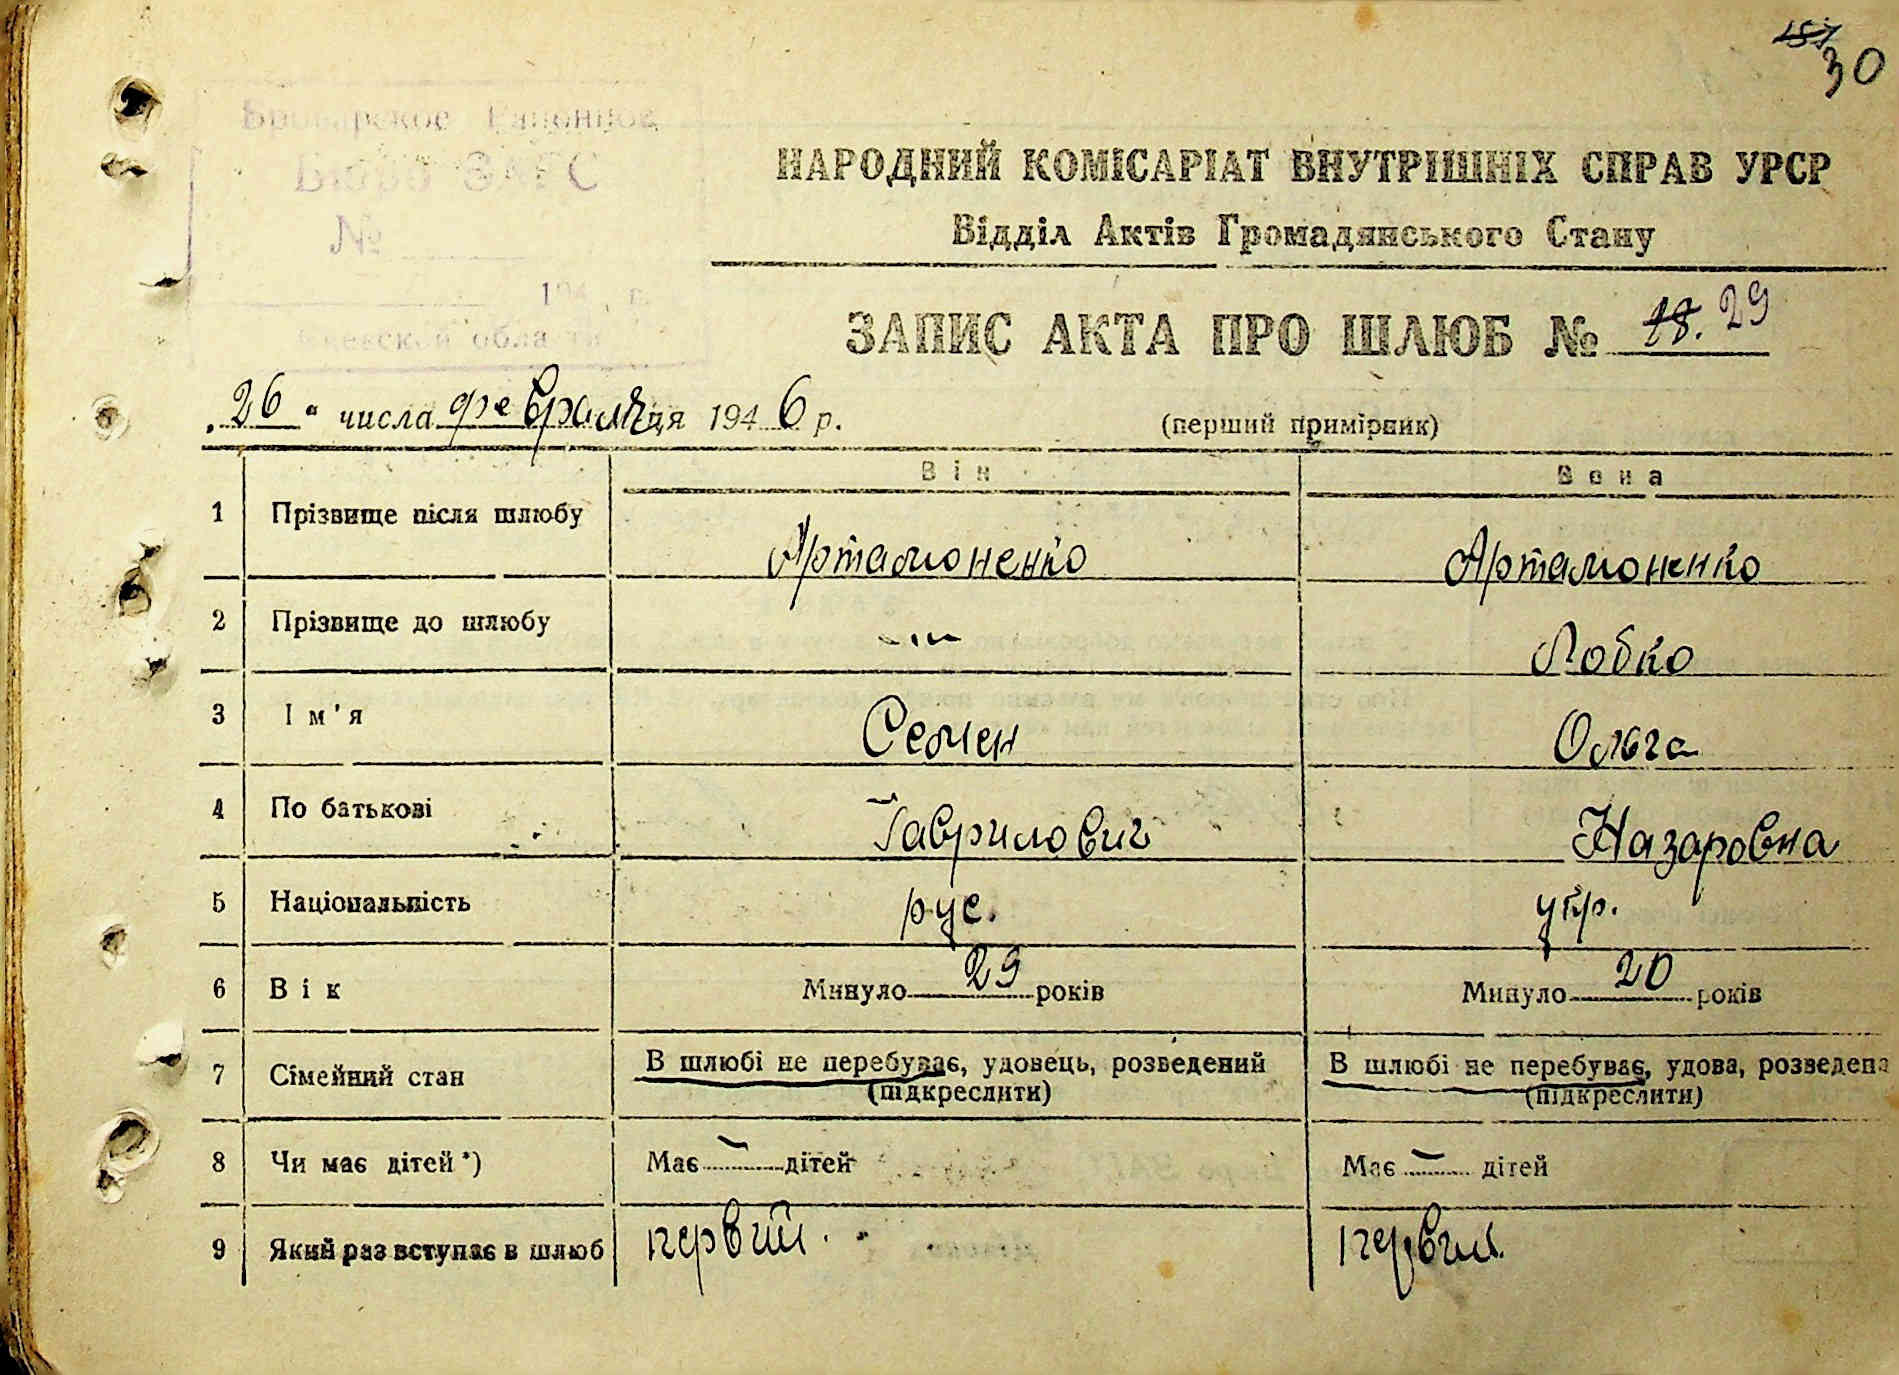 30
Броварское Районное
Бюро ЗАГС
№
194 г.
Киевской области
НАРОДНИЙ КОМІСАРІАТ ВНУТРІШНІХ СПРАВ УРСР
Відділ Актів Громадянського Стану
ЗАПИС АКТА ПРО ШЛЮБ № 18. 29
„26“ числа февраля ця 1946 р.
(перший примірник)
Він Вона
1 Прізвище після шлюбу Артамоненко Артамоненко
2 Прізвище до шлюбу —"— Лобко
3 Ім'я Семен Ольга
4 По батькові Гаврилович Назаровна
5 Національність рус. укр.
6 Вік Минуло 29 років Минуло 20 років
7 Сімейний стан В шлюбі не перебуває, удовець, розведений В шлюбі не перебуває, удова, розведена
(підкреслити) (підкреслити)
8 Чи має дітей*) Має — дітей Має — дітей
9 Який раз вступає в шлюб первий. первий.